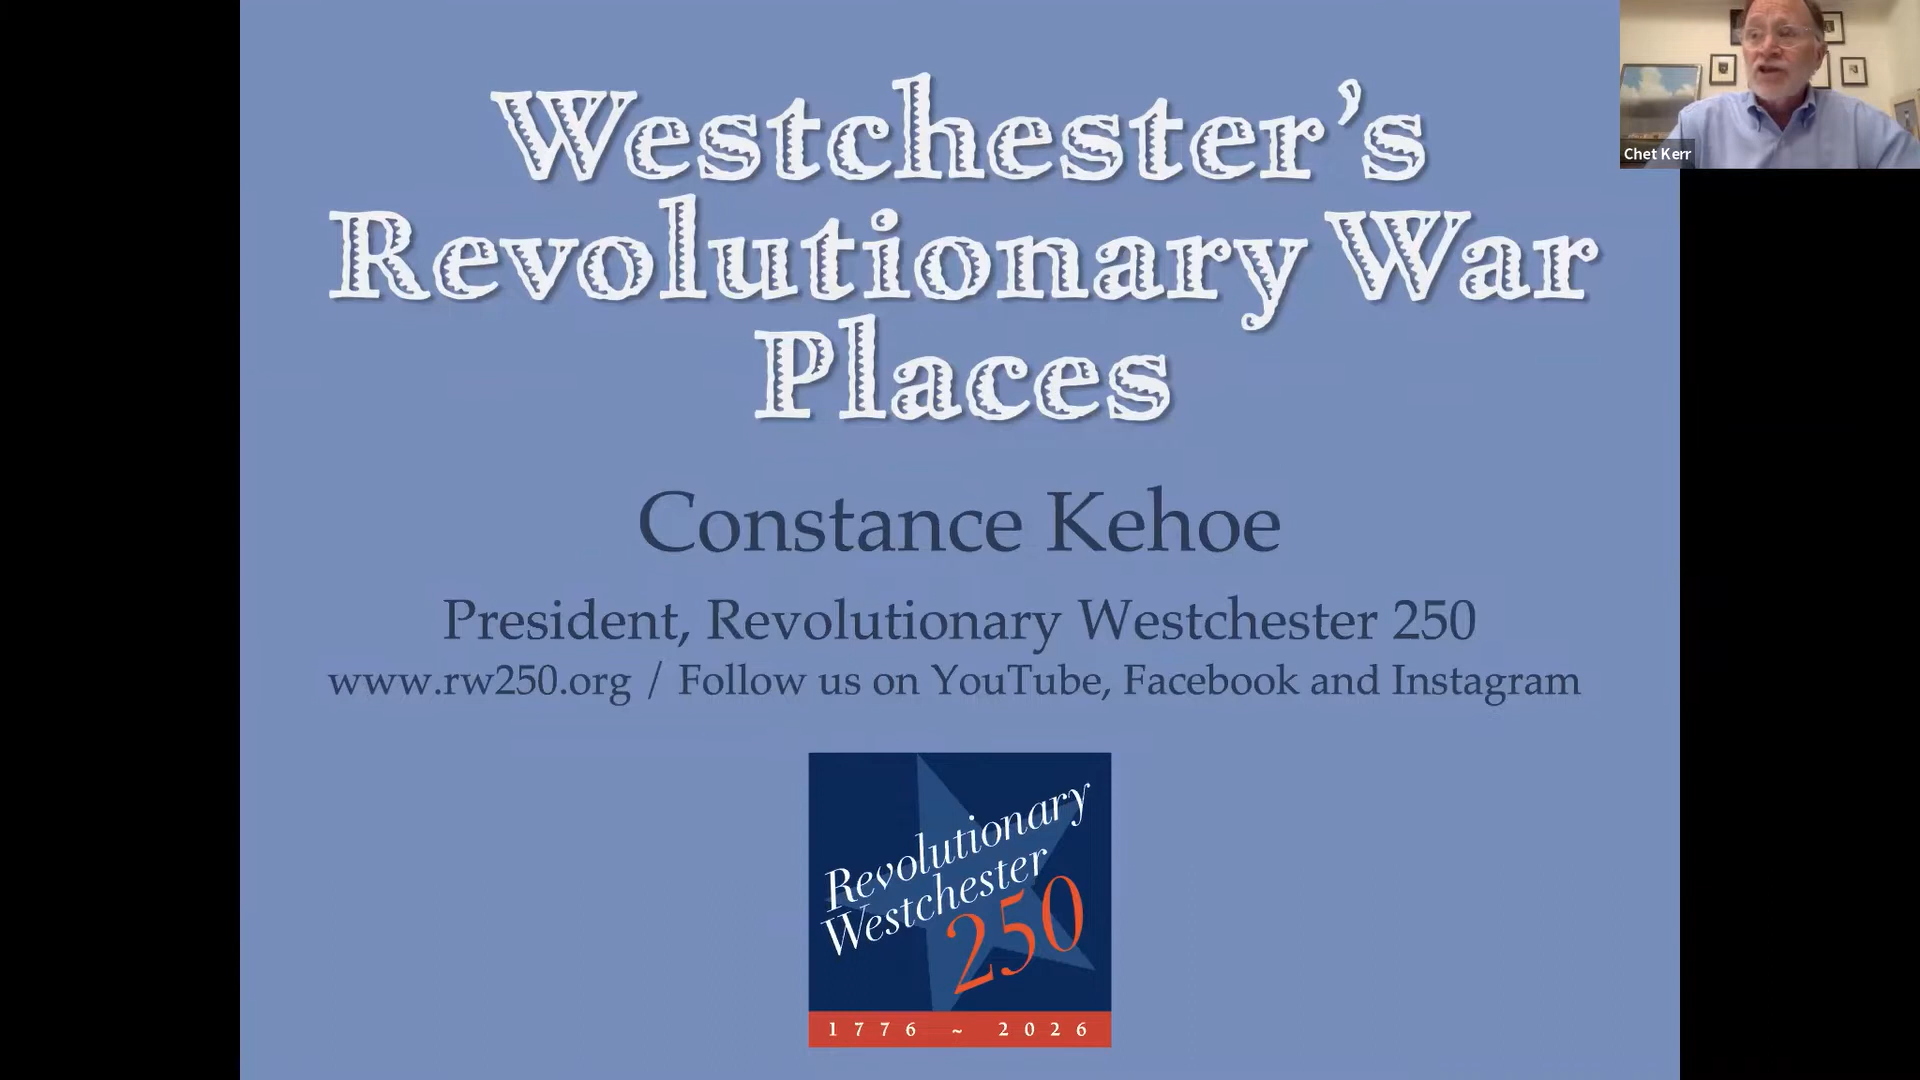 Westchester's
Revolutionary War
Places
Constance Kehoe
President, Revolutionary Westchester 250
www.rw250.org / Follow us on YouTube, Facebook and Instagram
Revolutionary
Westchester
250
1776 ~ 2026
Chet Kerr